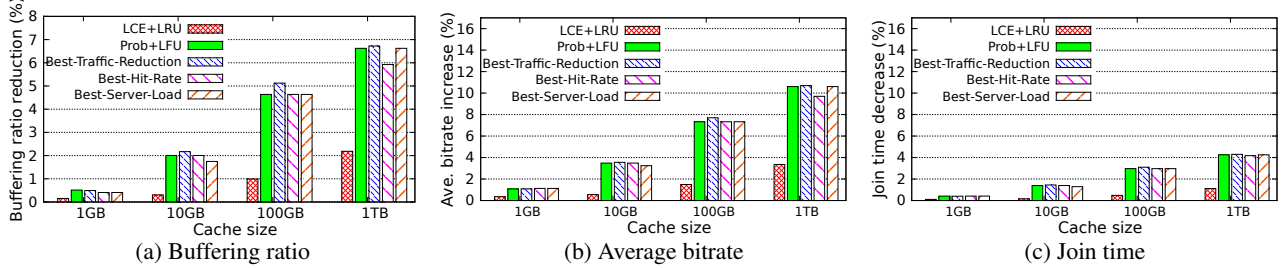 Buffering ratio reduction (%)
8
7
6
5
4
3
2
1
0
LCE+LRU
Prob+LFU
Best-Traffic-Reduction
Best-Hit-Rate
Best-Server-Load
1GB
10GB
100GB
1TB
Cache size
(a) Buffering ratio
Ave. bitrate increase (%)
16
14
12
10
8
6
4
2
0
LCE+LRU
Prob+LFU
Best-Traffic-Reduction
Best-Hit-Rate
Best-Server-Load
1GB
10GB
100GB
1TB
Cache size
(b) Average bitrate
Join time decrease (%)
16
14
12
10
8
6
4
2
0
LCE+LRU
Prob+LFU
Best-Traffic-Reduction
Best-Hit-Rate
Best-Server-Load
1GB
10GB
100GB
1TB
Cache size
(c) Join time